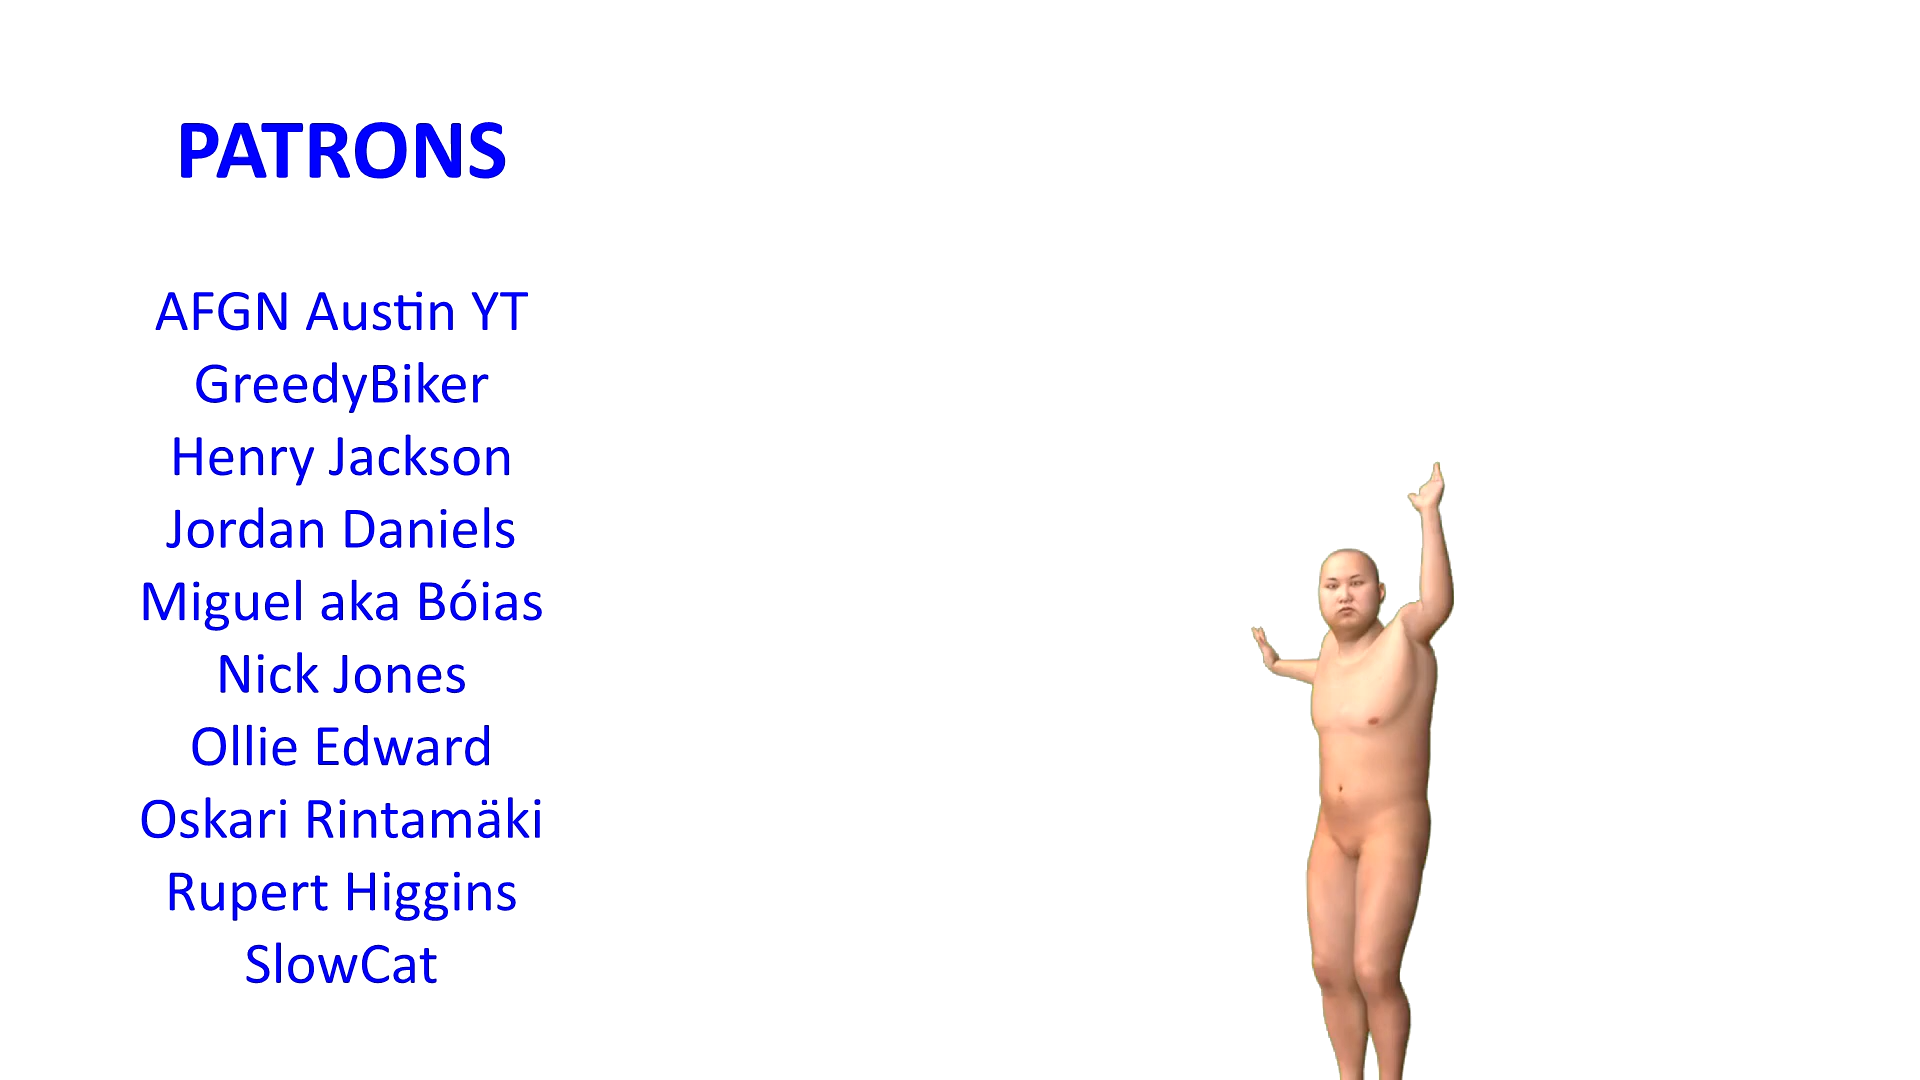 PATRONS
AFGN Austin YT
GreedyBiker
Henry Jackson
Jordan Daniels
Miguel aka Bóias
Nick Jones
Ollie Edward
Oskari Rintamäki
Rupert Higgins
SlowCat